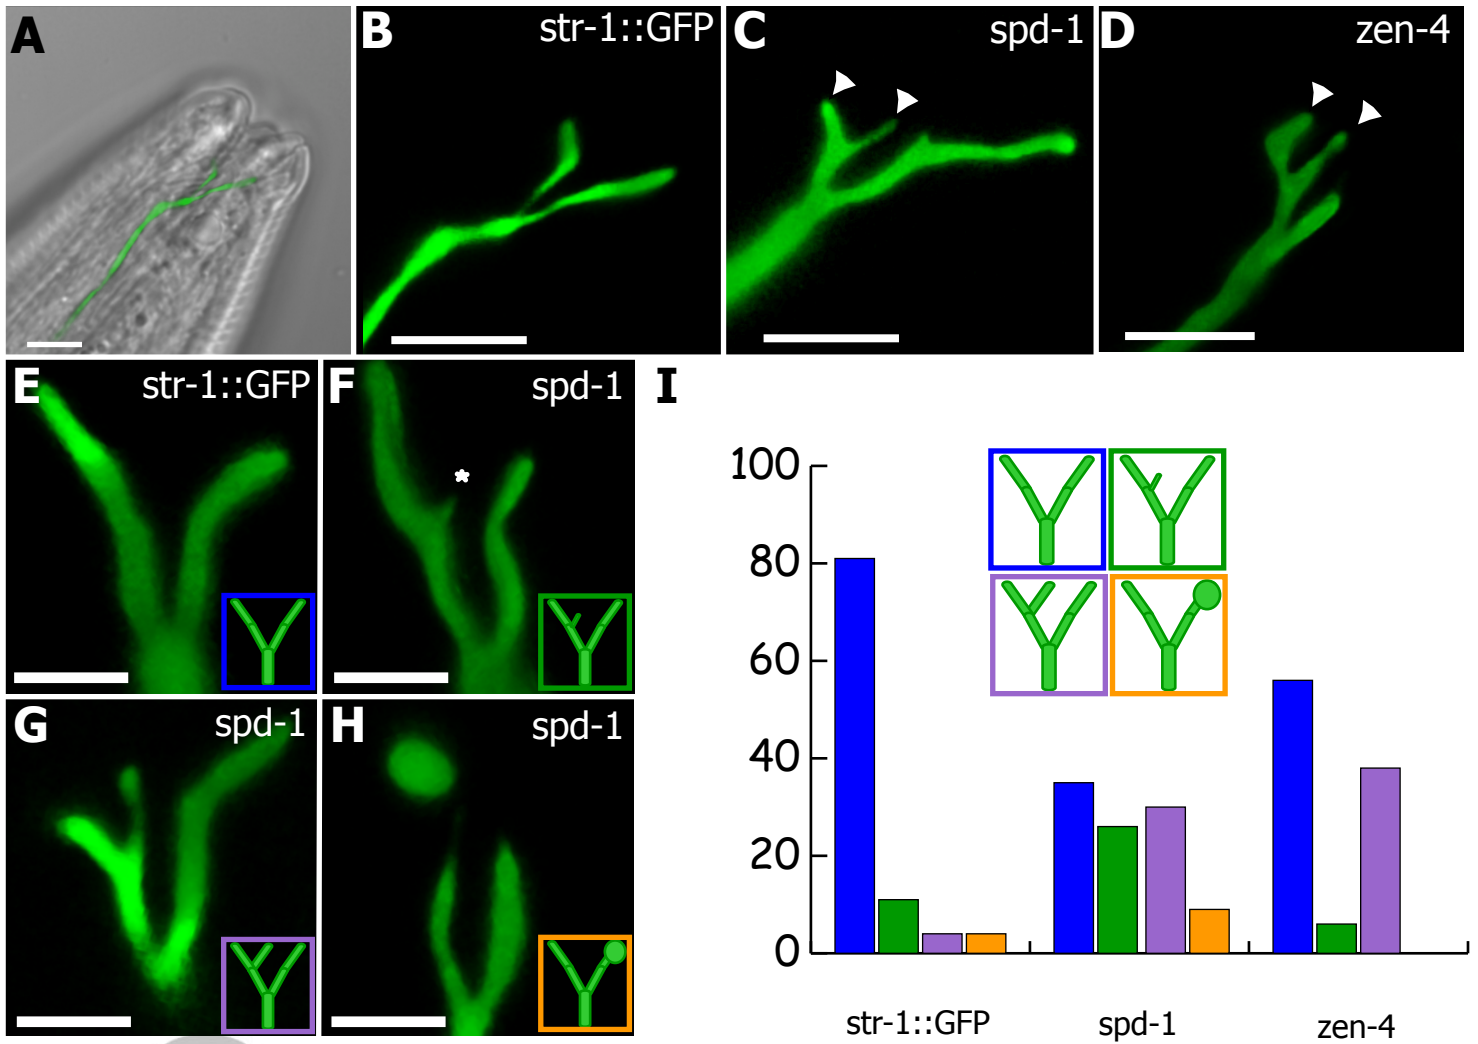 A
B str-1::GFP
C spd-1
D zen-4
E str-1::GFP
F spd-1
*
G spd-1
H spd-1
I
100
80
60
40
20
0
str-1::GFP spd-1 zen-4